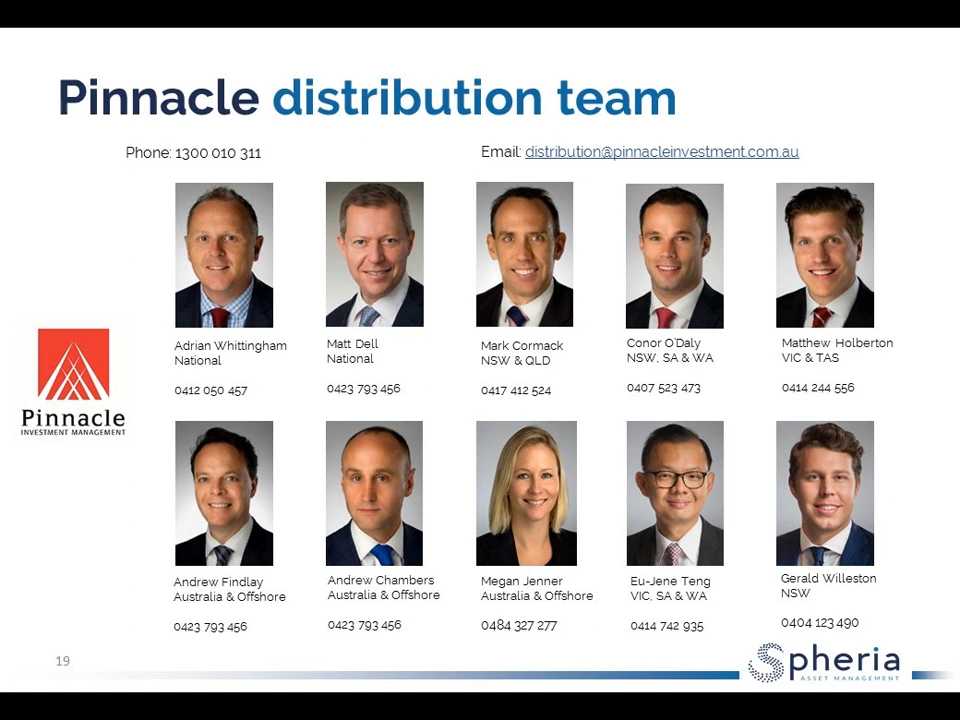 Pinnacle distribution team
Phone: 1300 010 311
Email: distribution@pinnacleinvestment.com.au
Adrian Whittingham
National
0412 050 457
Matt Dell
National
0423 793 456
Mark Cormack
NSW & QLD
0417 412 524
Conor O'Daly
NSW, SA & WA
0407 523 473
Matthew Holberton
VIC & TAS
0414 244 556
Pinnacle
INVESTMENT MANAGEMENT
Andrew Findlay
Australia & Offshore
0423 793 456
Andrew Chambers
Australia & Offshore
0423 793 456
Megan Jenner
Australia & Offshore
0484 327 277
Eu-Jene Teng
VIC, SA & WA
0414 742 935
Gerald Willeston
NSW
0404 123 490
19
Spheria
ASSET MANAGEMENT